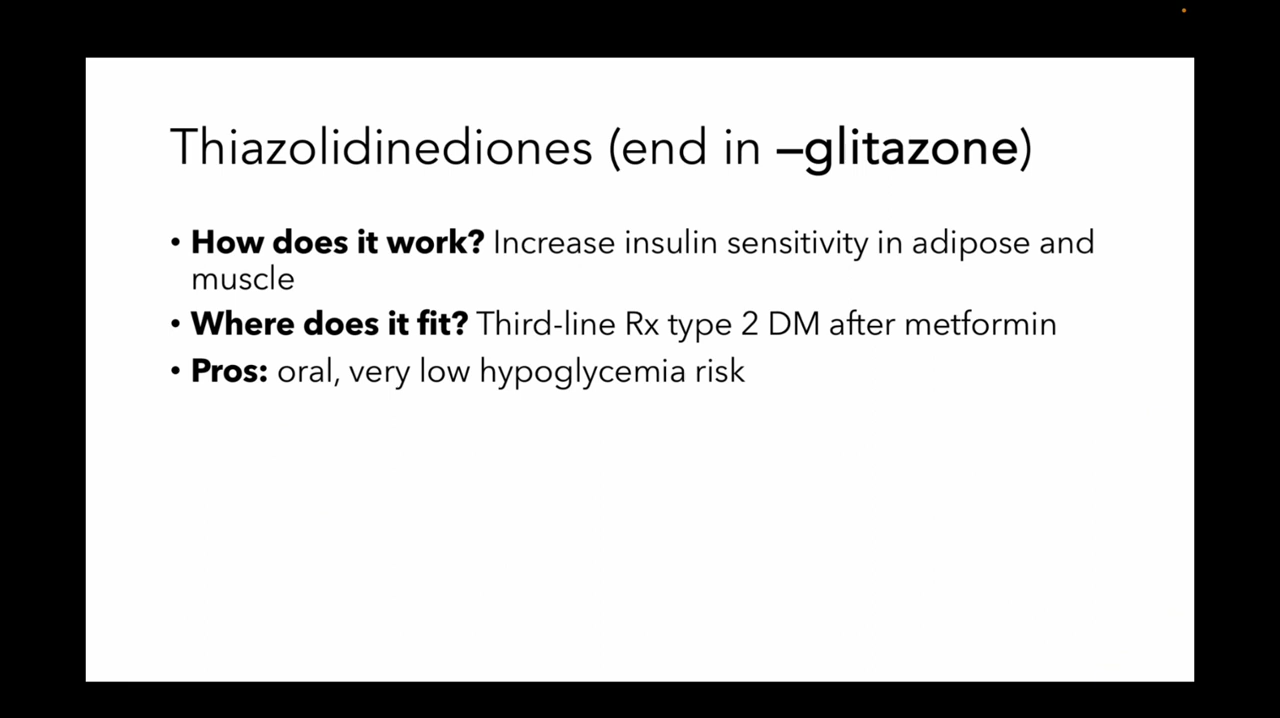 Thiazolidinediones (end in –glitazone)
• How does it work? Increase insulin sensitivity in adipose and
muscle
• Where does it fit? Third-line Rx type 2 DM after metformin
• Pros: oral, very low hypoglycemia risk